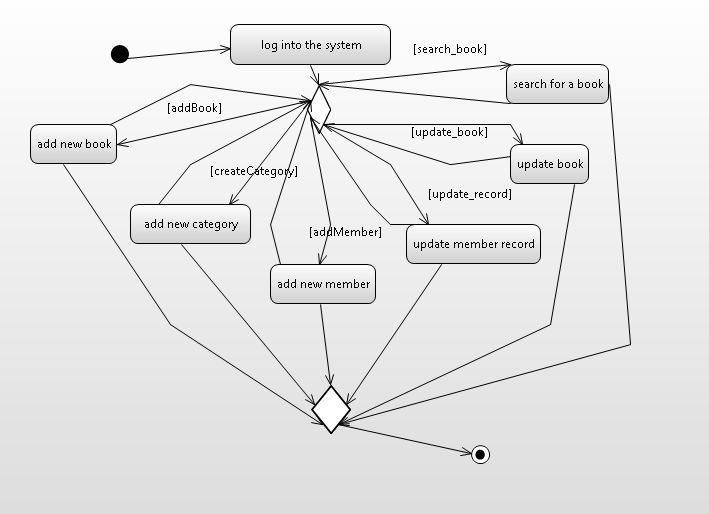 log into the system
[search_book]
search for a book
[addBook]
[update_book]
add new book
update book
[createCategory]
[update_record]
add new category
[addMember]
update member record
add new member